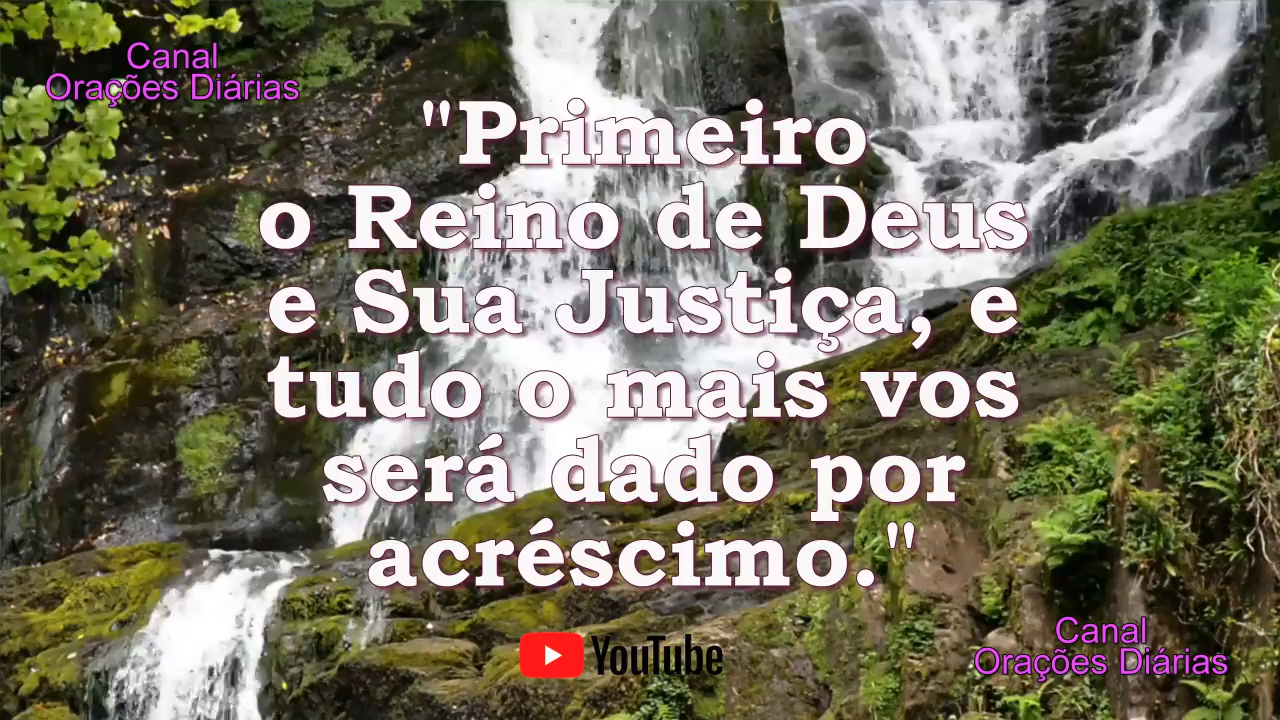 Canal
Orações Diárias
"Primeiro
o Reino de Deus
e Sua Justiça, e
tudo o mais vos
será dado por
acréscimo."
YouTube
Canal
Orações Diárias